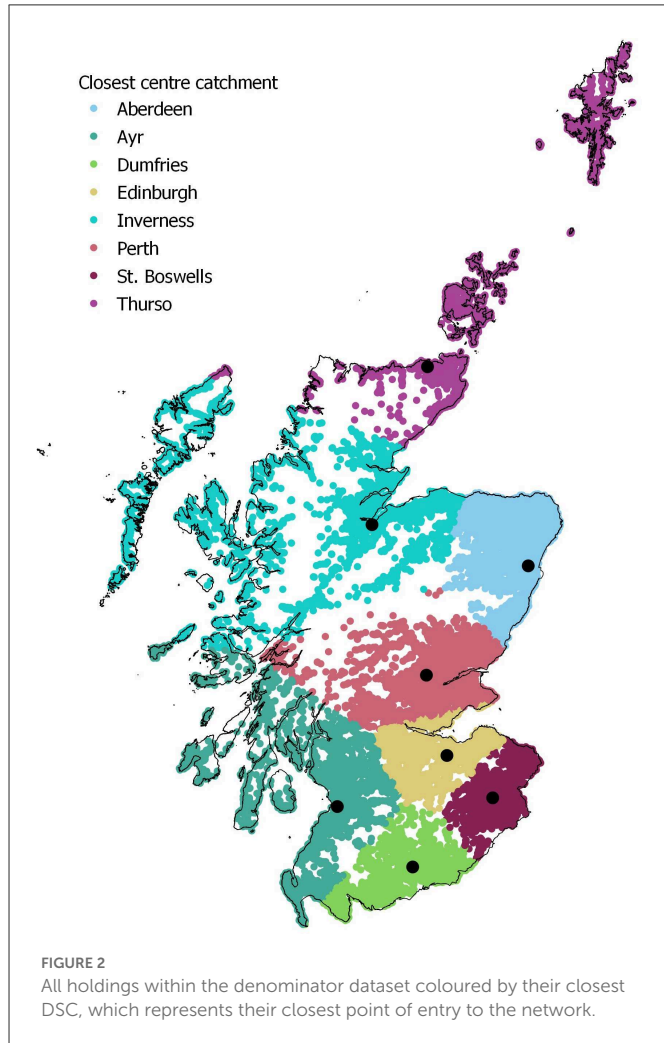 Closest centre catchment
Aberdeen
Ayr
Dumfries
Edinburgh
Inverness
Perth
St. Boswells
Thurso
FIGURE 2
All holdings within the denominator dataset coloured by their closest
DSC, which represents their closest point of entry to the network.